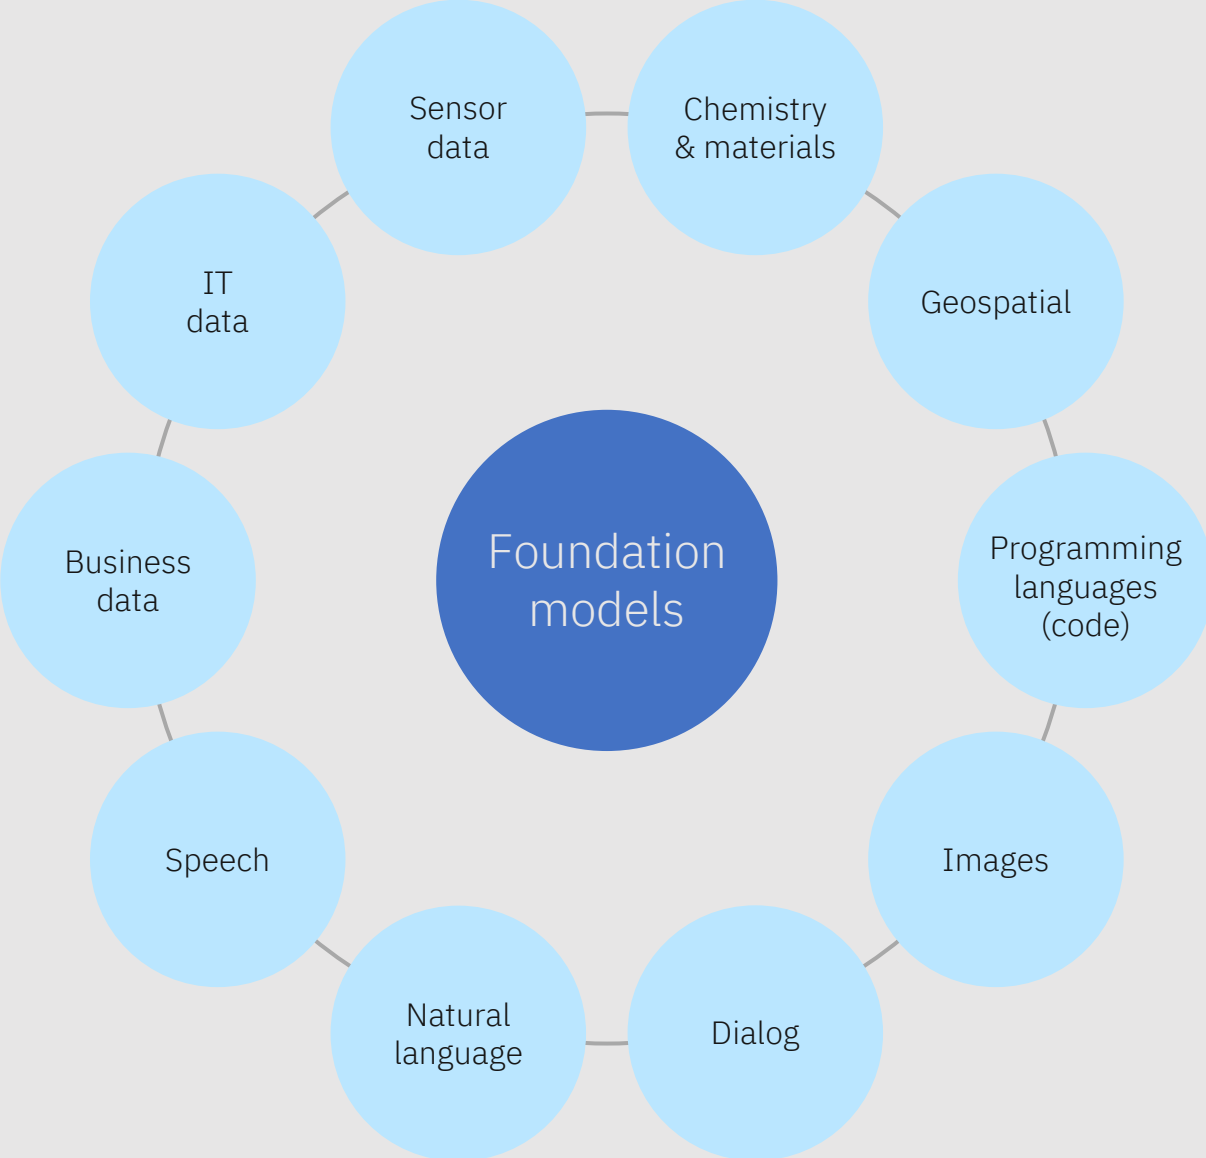 Sensor
data
Chemistry
& materials
IT
data
Geospatial
Foundation
models
Programming
languages
(code)
Business
data
Speech
Images
Natural
language
Dialog